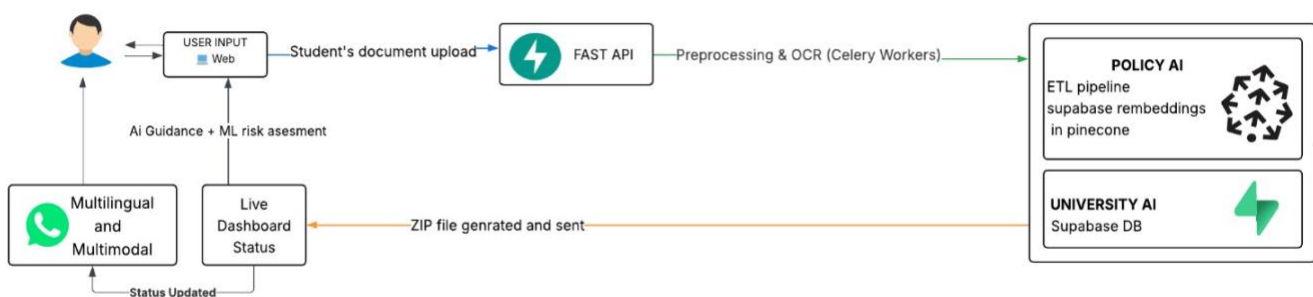 USER INPUT
Web
Student's document upload
FAST API
Preprocessing & OCR (Celery Workers)
POLICY AI
ETL pipeline
supabase rembeddings
in pinecone
Ai Guidance + ML risk asesment
Multilingual
and
Multimodal
Live
Dashboard
Status
ZIP file genrated and sent
UNIVERSITY AI
Supabase DB
Status Updated